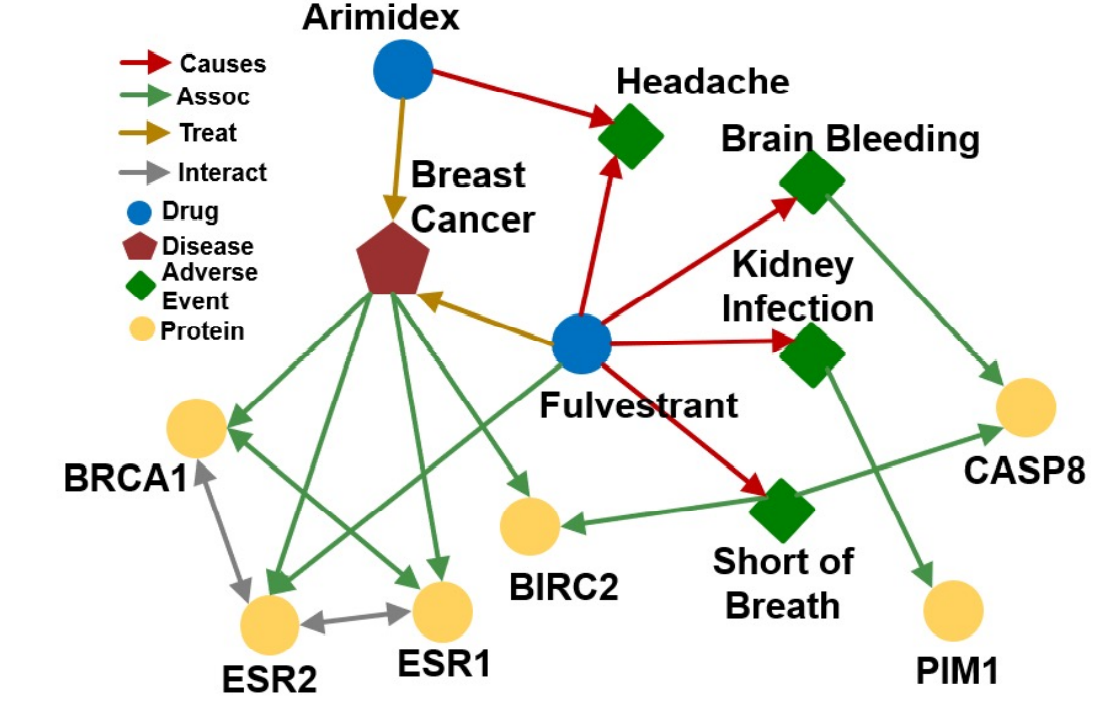 Arimidex
Causes
Assoc
Treat
Interact
Drug
Disease
Adverse
Event
Protein
Headache
Brain Bleeding
Breast
Cancer
Kidney
Infection
Fulvestrant
BRCA1
CASP8
BIRC2
Short of
Breath
ESR2
ESR1
PIM1